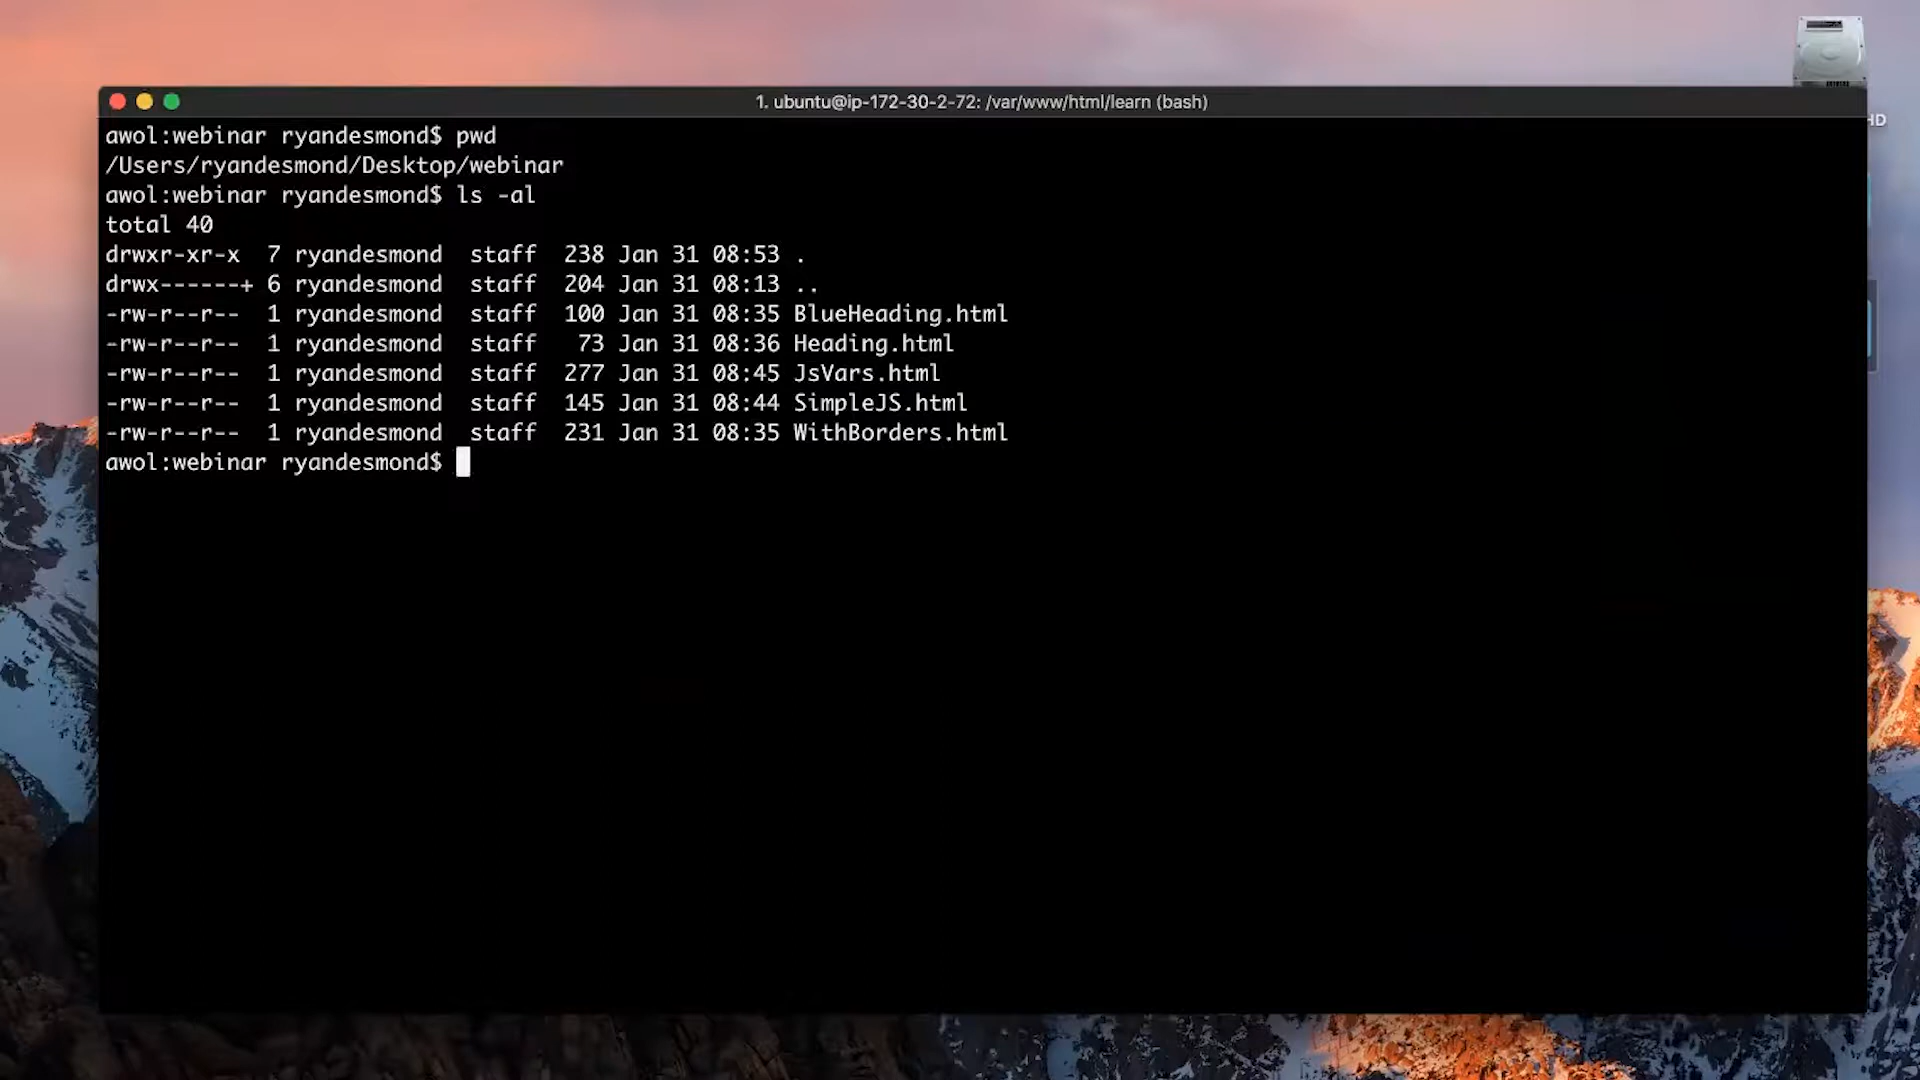 1. ubuntu@ip-172-30-2-72: /var/www/html/learn (bash)
HD
awol:webinar ryandesmond$ pwd
/Users/ryandesmond/Desktop/webinar
awol:webinar ryandesmond$ ls -al
total 40
drwxr-xr-x  7 ryandesmond  staff  238 Jan 31 08:53 .
drwx------+ 6 ryandesmond  staff  204 Jan 31 08:13 ..
-rw-r--r--  1 ryandesmond  staff  100 Jan 31 08:35 BlueHeading.html
-rw-r--r--  1 ryandesmond  staff   73 Jan 31 08:36 Heading.html
-rw-r--r--  1 ryandesmond  staff  277 Jan 31 08:45 JsVars.html
-rw-r--r--  1 ryandesmond  staff  145 Jan 31 08:44 SimpleJS.html
-rw-r--r--  1 ryandesmond  staff  231 Jan 31 08:35 WithBorders.html
awol:webinar ryandesmond$